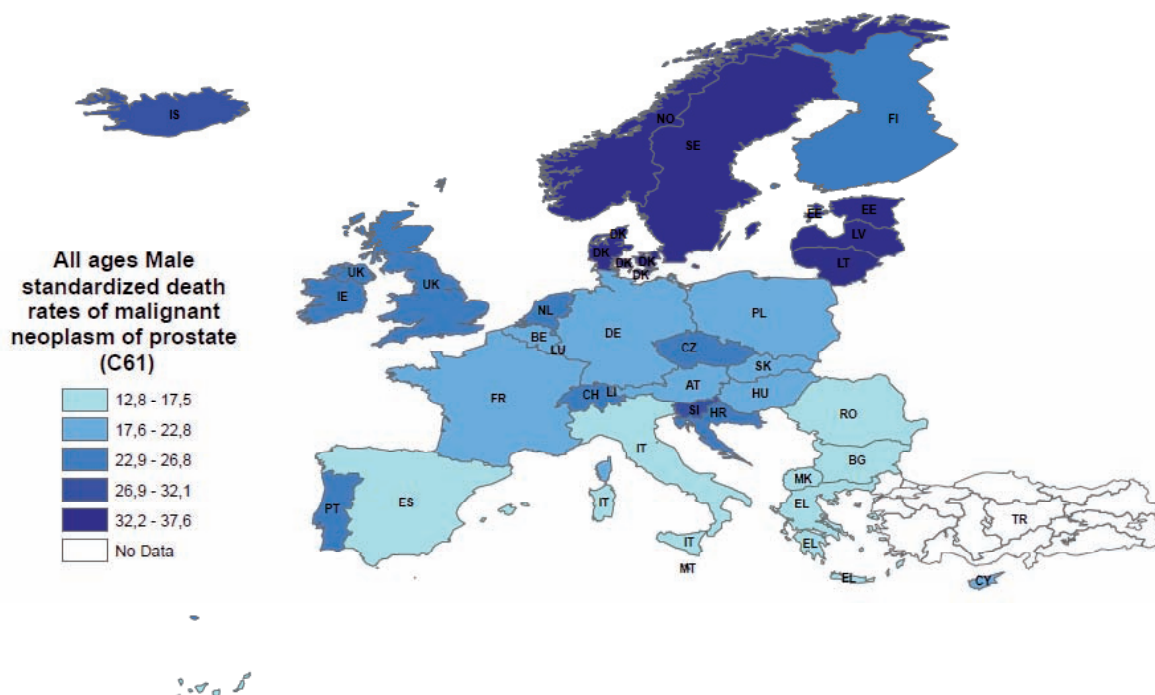 IS
NO
SE
FI
EE
EE
LV
LT
DK
DK
DK
DK
DK
UK
UK
IE
All ages Male
standardized death
rates of malignant
neoplasm of prostate
(C61)
12,8 - 17,5
17,6 - 22,8
22,9 - 26,8
26,9 - 32,1
32,2 - 37,6
No Data
NL
BE
LU
DE
PL
CZ
SK
AT
HU
FR
CH
LI
SI
HR
RO
IT
BG
MK
ES
PT
IT
EL
TR
IT
EL
MT
EL
CY